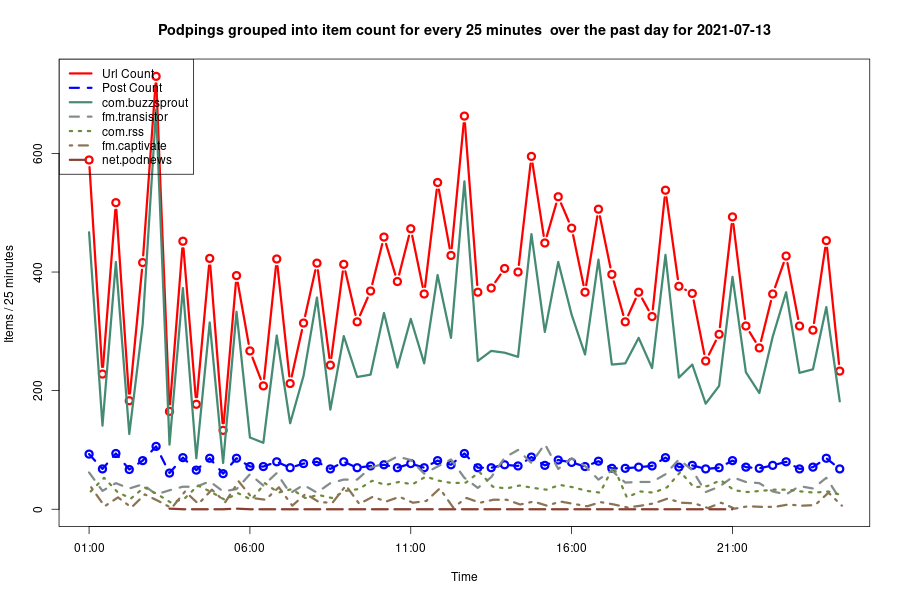 Podpings grouped into item count for every 25 minutes  over the past day for 2021-07-13
Url Count
Post Count
com.buzzsprout
fm.transistor
com.rss
fm.captivate
net.podnews
Items / 25 minutes
600
400
200
0
01:00 06:00 11:00 16:00 21:00
Time